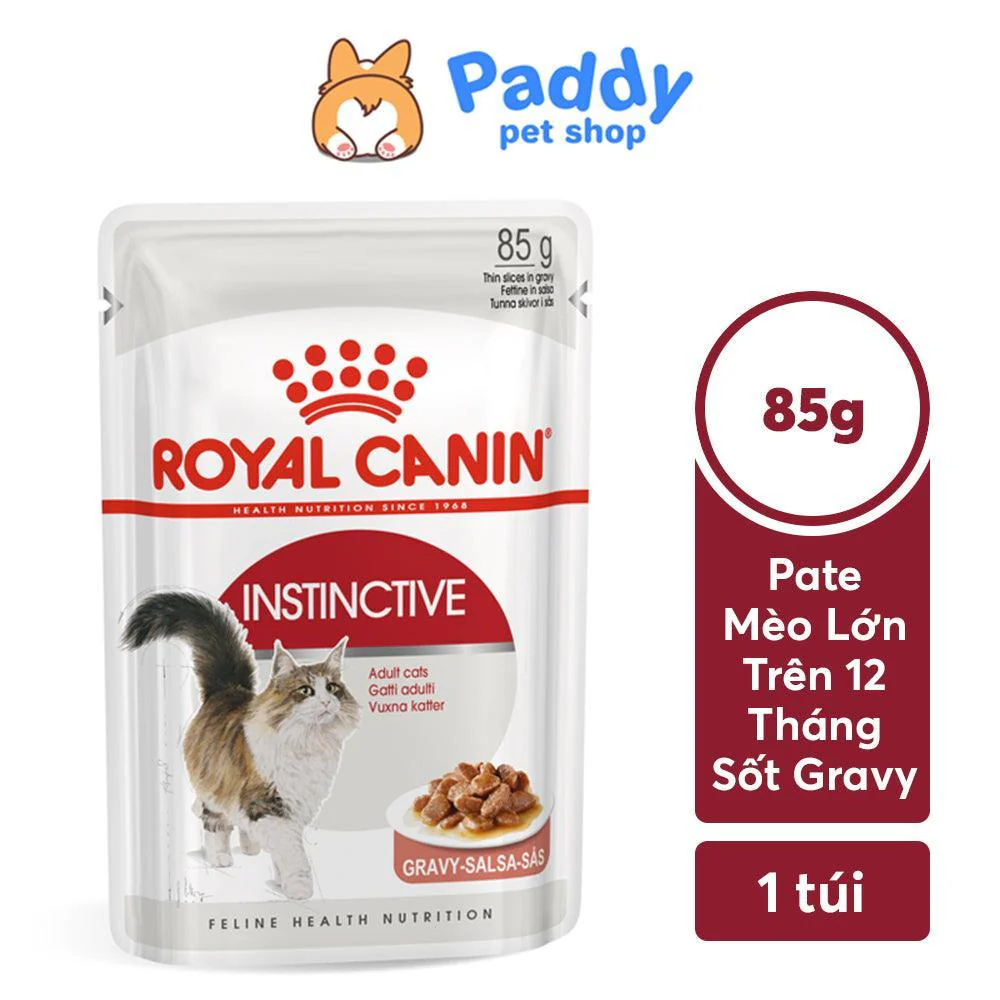 Paddy
pet shop
85 g
Thin slices in gravy
Fettine in salsa
Tunna skivor i sås
ROYAL CANIN®
HEALTH NUTRITION SINCE 1968
INSTINCTIVE
Adult cats
Gatti adulti
Vuxna katter
GRAVY-SALSA-SÅS
FELINE HEALTH NUTRITION
85g
Pate
Mèo Lớn
Trên 12
Tháng
Sốt Gravy
1 túi